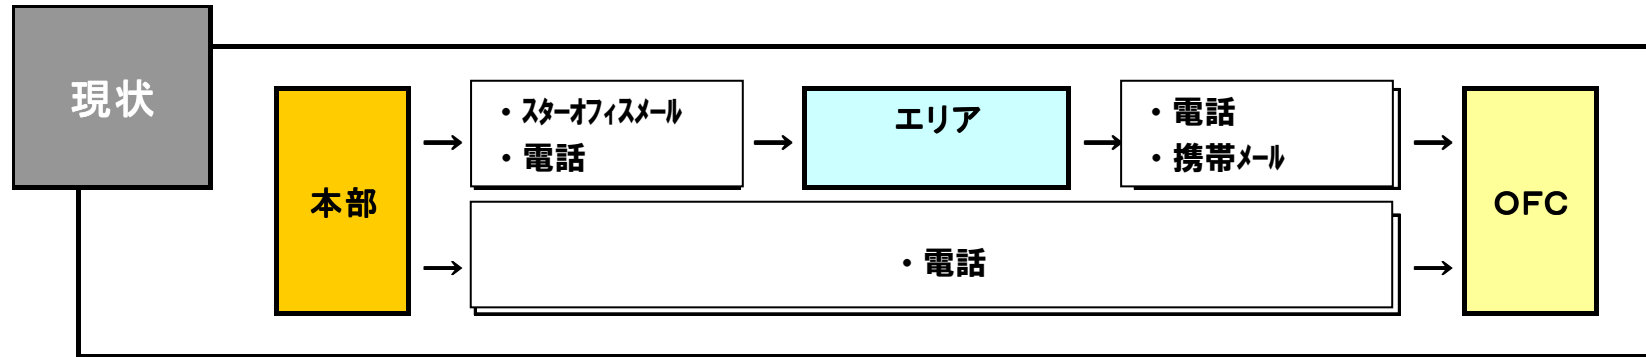 現状
本部
→
・ｽﾀｰｵﾌｨｽﾒｰﾙ
・電話
→
エリア
→
・電話
・携帯ﾒｰﾙ
→
OFC
→
・電話
→